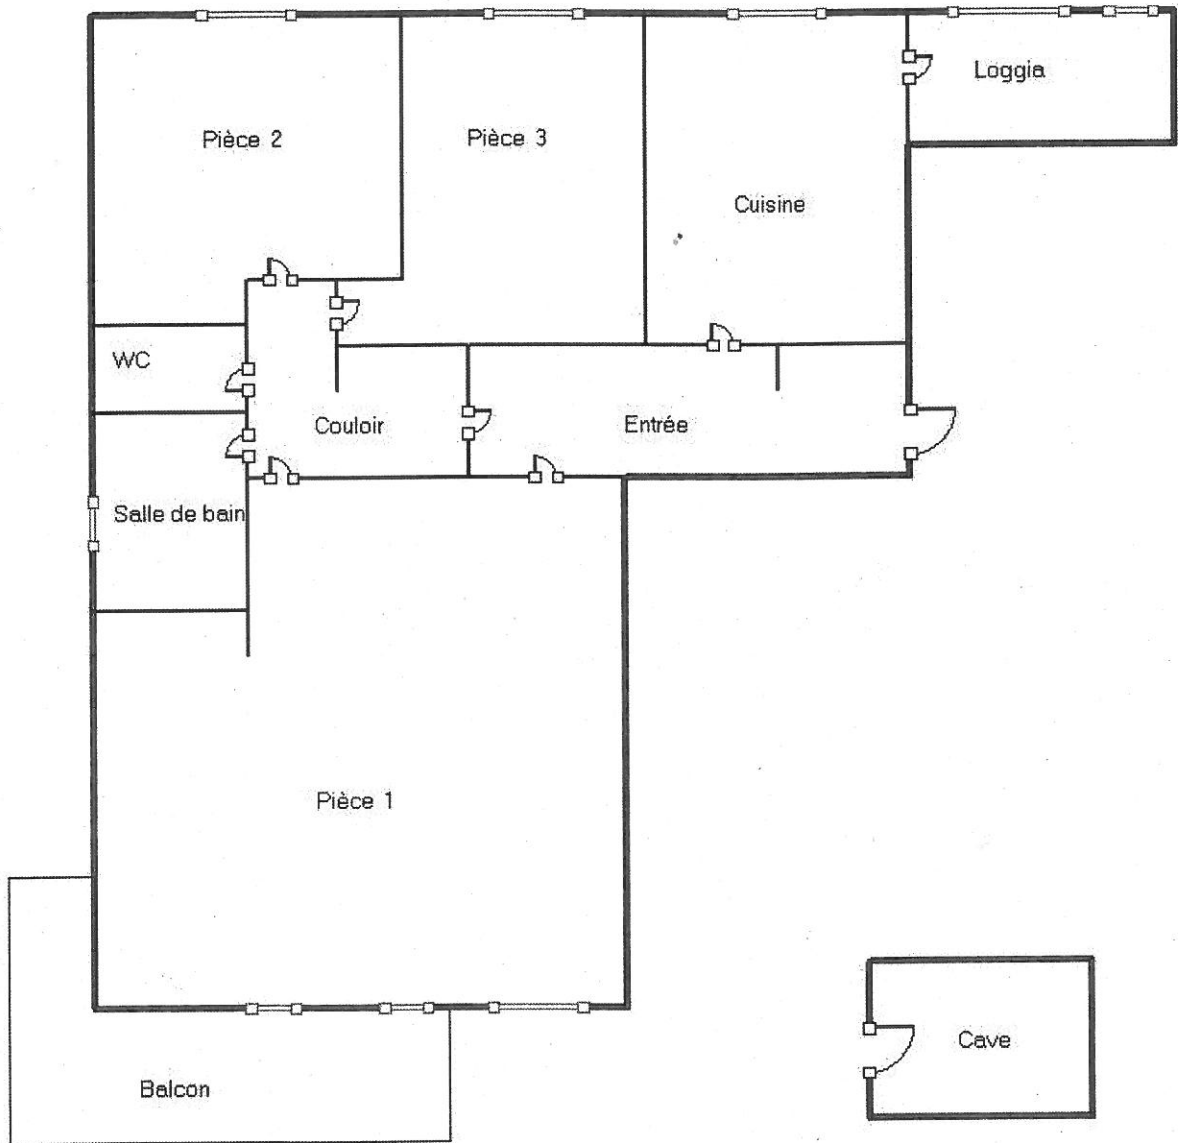 Loggia
Pièce 2
Pièce 3
Cuisine
WC
Couloir
Entrée
Salle de bain
Pièce 1
Cave
Balcon